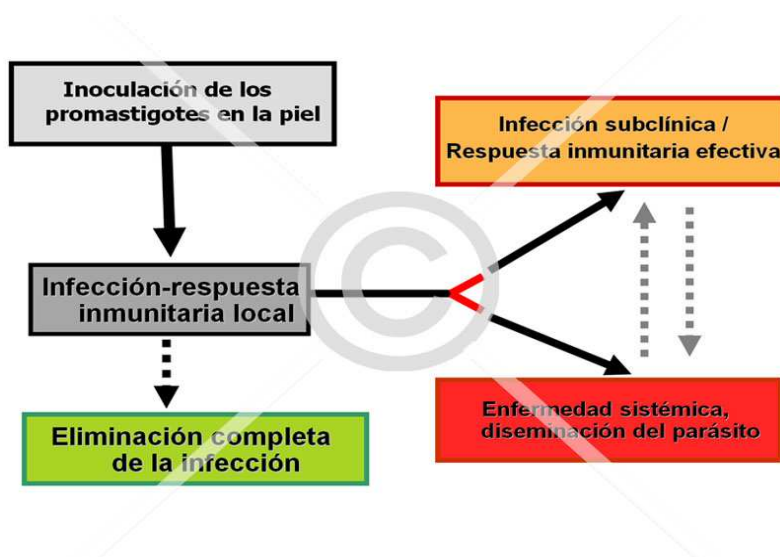 Inoculación de los
promastigotes en la piel
Infección subclínica /
Respuesta inmunitaria efectiva
Infección-respuesta
inmunitaria local
Enfermedad sistémica,
diseminación del parásito
Eliminación completa
de la infección
©